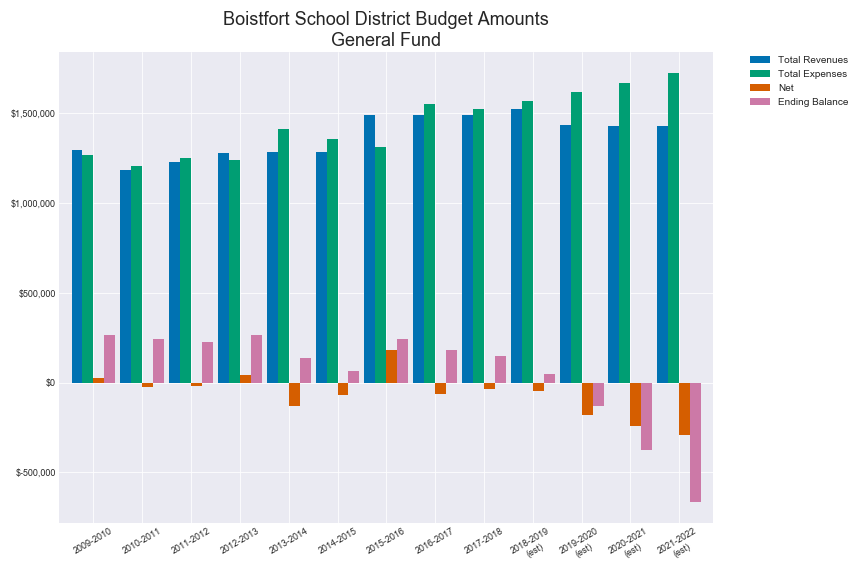 Boistfort School District Budget Amounts
General Fund
Total Revenues
Total Expenses
Net
Ending Balance
$1,500,000
$1,000,000
$500,000
$0
$-500,000
2009-2010
2010-2011
2011-2012
2012-2013
2013-2014
2014-2015
2015-2016
2016-2017
2017-2018
2018-2019
(est)
2019-2020
(est)
2020-2021
(est)
2021-2022
(est)